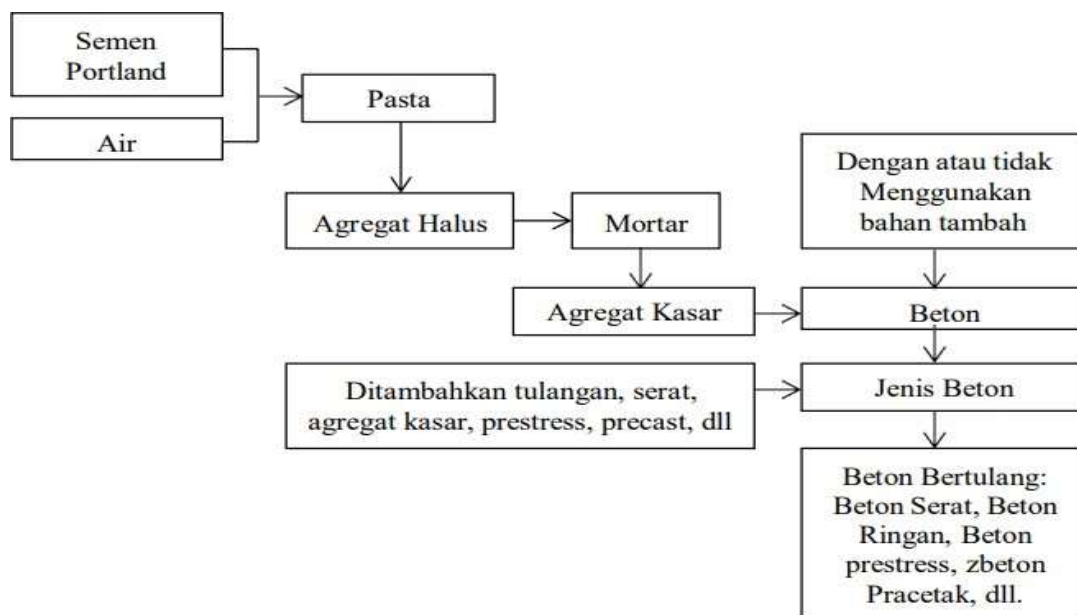 Semen
Portland
Air
Pasta
Agregat Halus
Mortar
Dengan atau tidak
Menggunakan
bahan tambah
Agregat Kasar
Beton
Ditambahkan tulangan, serat,
agregat kasar, prestress, precast, dll
Jenis Beton
Beton Bertulang:
Beton Serat, Beton
Ringan, Beton
prestress, zbeton
Pracetak, dll.